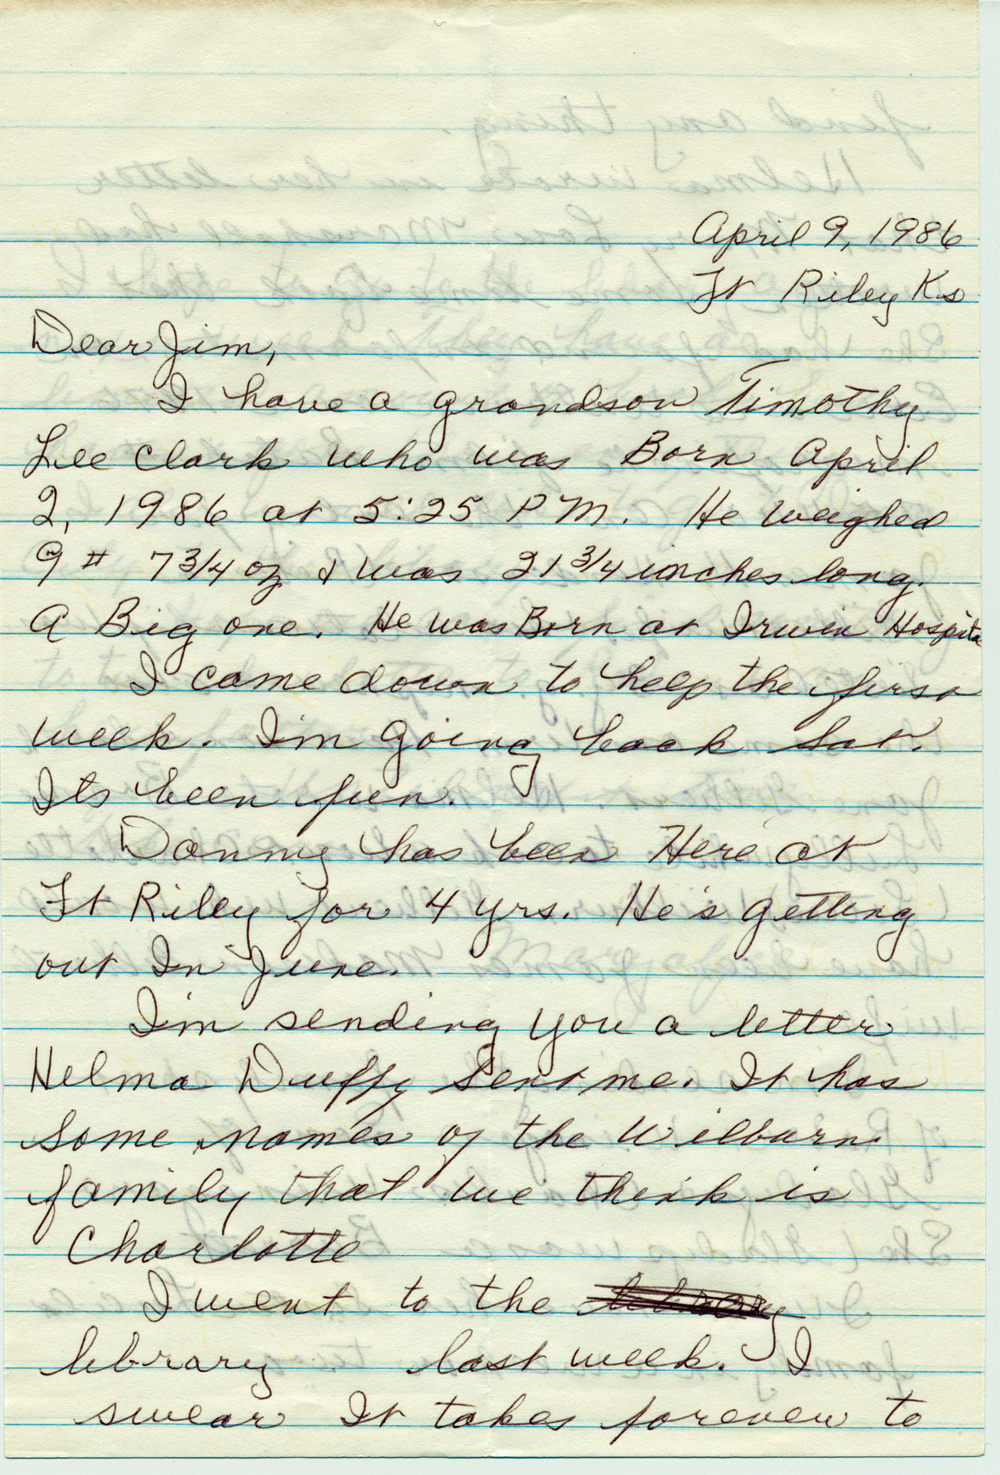 April 9, 1986
Ft Riley Ks
Dear Jim,
I have a grandson Timothy
Lee Clark who was Born April
2, 1986 at 5:25 PM. He weighed
9 # 7 3/4 oz & was 21 3/4 inches long.
A Big one. He was Born at Irwin Hospital
I came down to help the first
week. I'm going back Sat.
Its been fun.
Danny has been Here at
Ft Riley for 4 yrs. He's getting
out In June.
I'm sending you a letter
Helma Duffy sent me. It has
some names of the Wilburn
family that we think is
Charlotte
I went to the library
library last week. I
swear It takes forever to